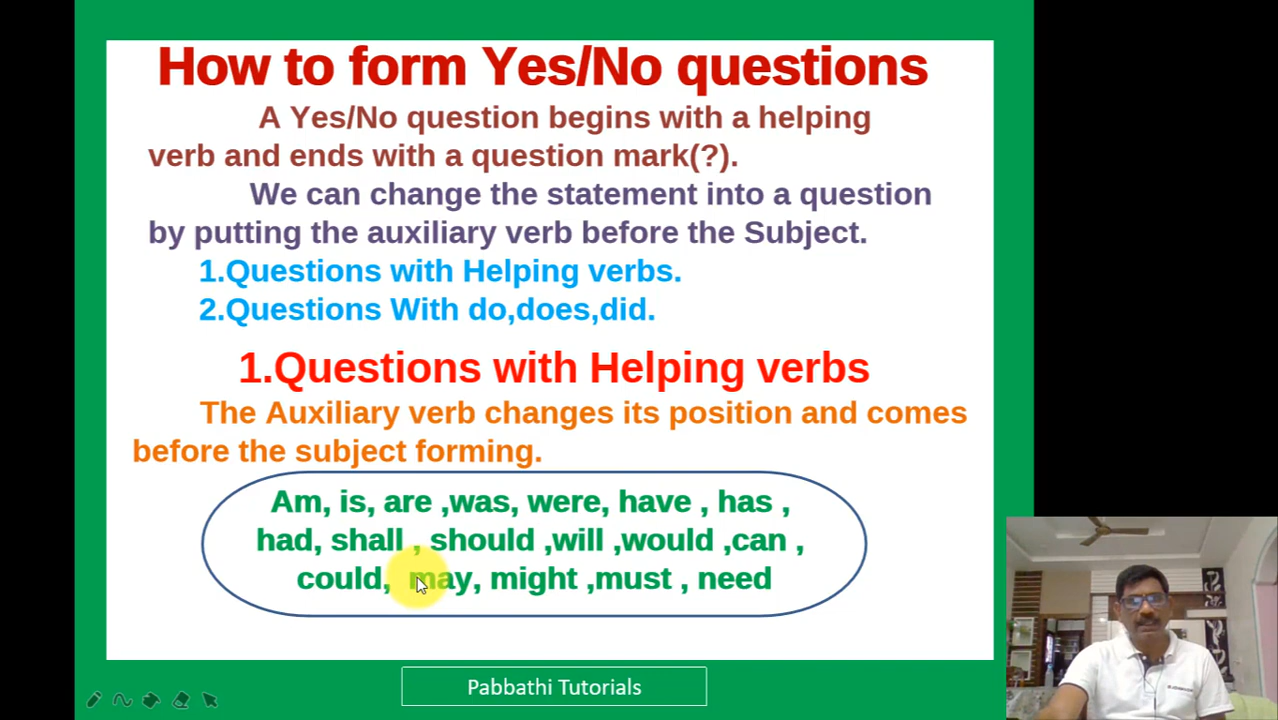 How to form Yes/No questions
A Yes/No question begins with a helping
verb and ends with a question mark(?).
We can change the statement into a question
by putting the auxiliary verb before the Subject.
1.Questions with Helping verbs.
2.Questions With do,does,did.
1.Questions with Helping verbs
The Auxiliary verb changes its position and comes
before the subject forming.
Am, is, are ,was, were, have , has ,
had, shall , should ,will ,would ,can ,
could, may, might ,must , need
Pabbathi Tutorials